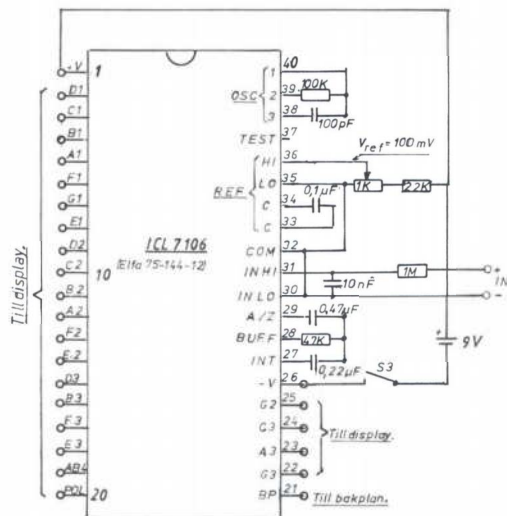 +V 1
D1
C1
B1
A1
F1
G1
E1
D2
C2 10
B2
A2
F2
E2
D3
B3
F3
E3
AB4
POL 20
Till display.
ICL 7106
(Elfa 75-144-12)
OSC
1 40
2 39 100K
3 38 100pF
TEST 37
REF
HI 36 Vref = 100 mV
LO 35 1K 2.2K
C 34 0,1µF
C 33
COM 32
IN HI 31 1M + IN
10nF
IN LO 30 -
A/Z 29 0,47µF
BUFF 28 47K
INT 27 0,22µF
+ 9V
-V 26 S3
G2 25
C3 24
A3 23
G3 22
Till display.
BP 21 Till bakplan.